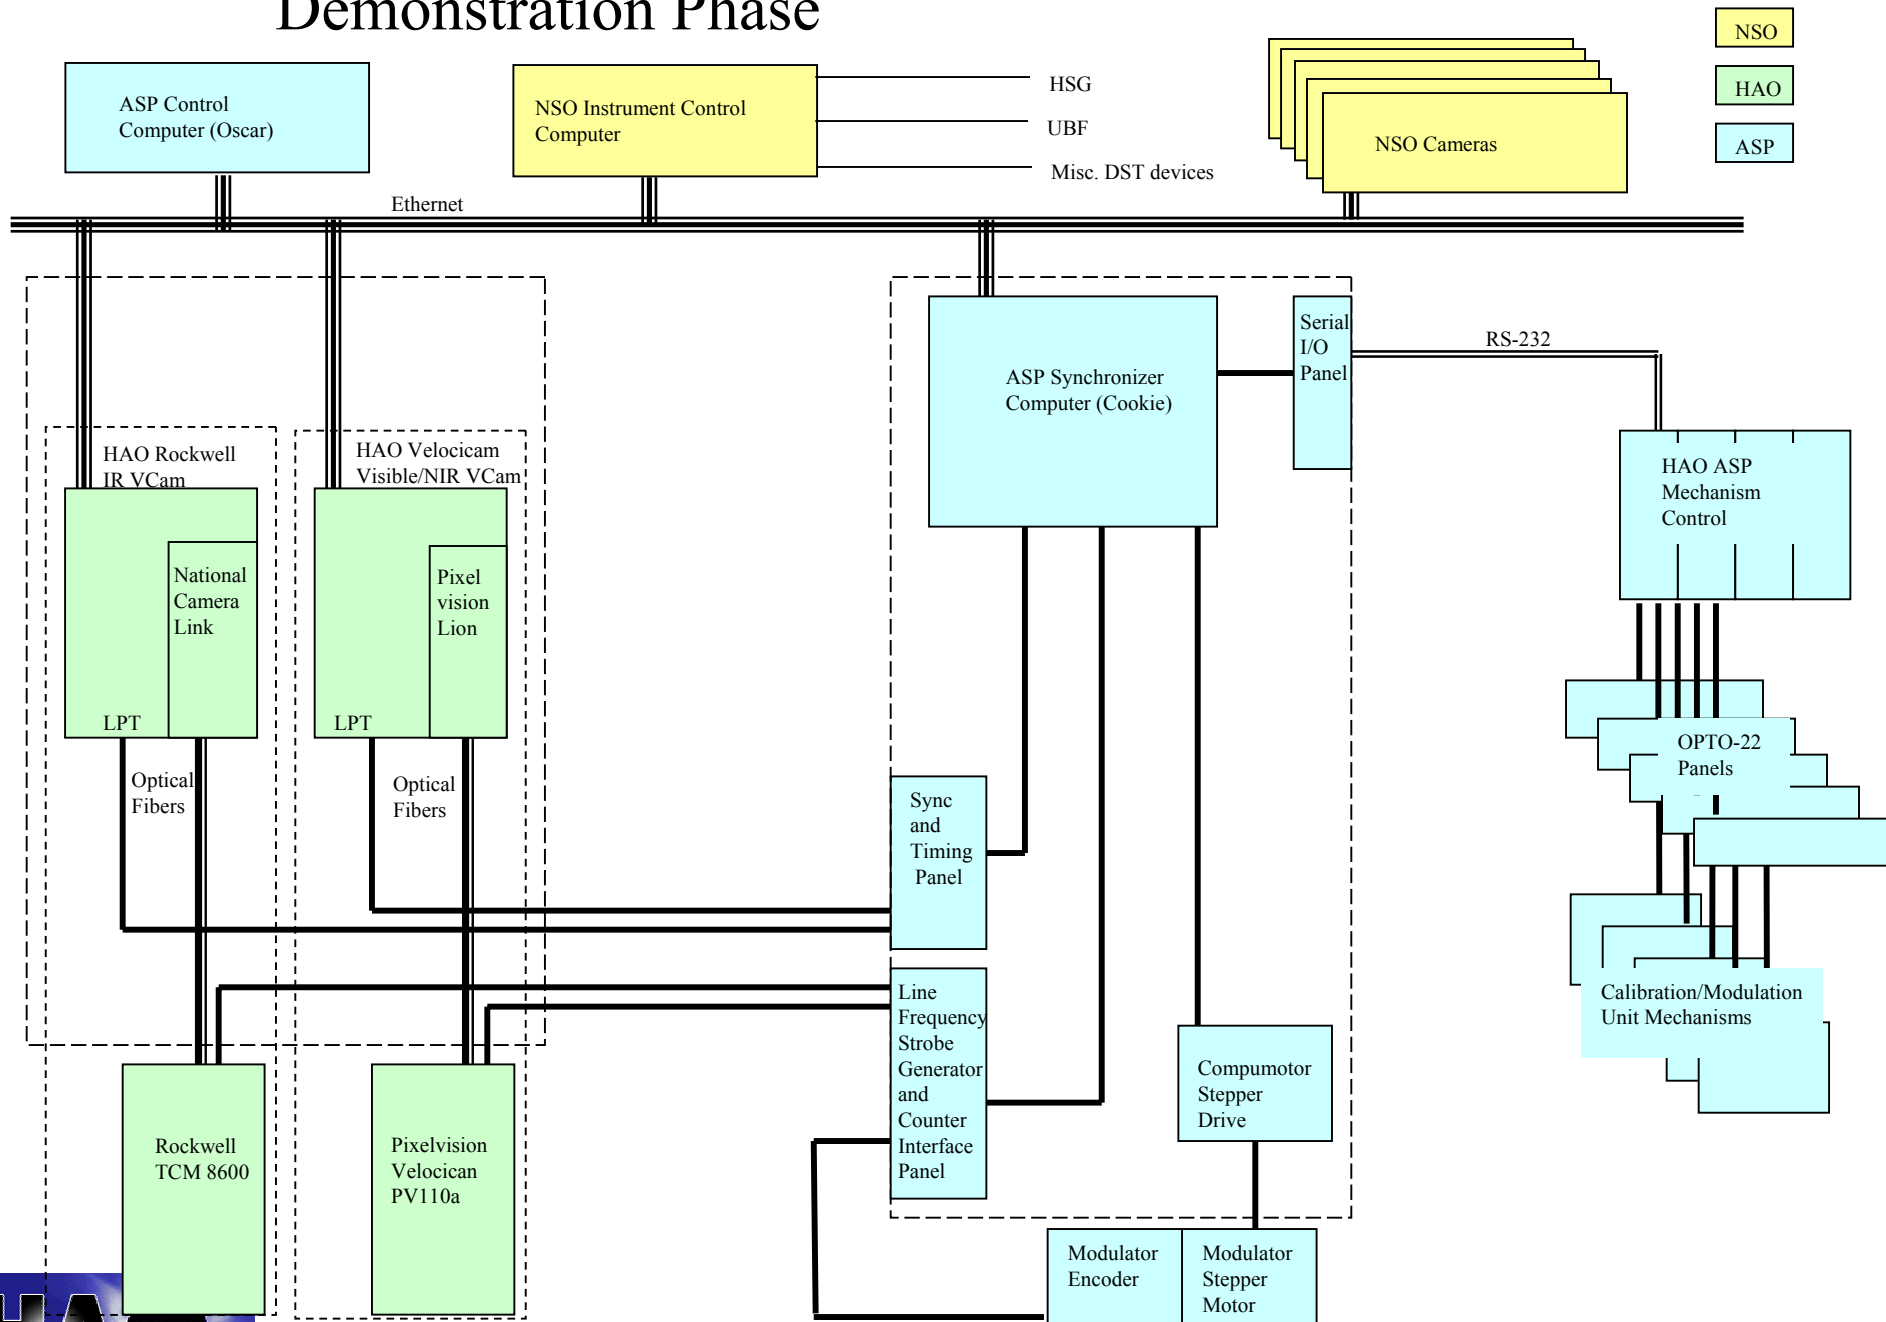 Demonstration Phase
NSO
HAO
ASP
ASP Control
Computer (Oscar)
NSO Instrument Control
Computer
HSG
UBF
Misc. DST devices
NSO Cameras
Ethernet
HAO Rockwell
IR VCam
National
Camera
Link
LPT
Optical
Fibers
Rockwell
TCM 8600
HAO Velocicam
Visible/NIR VCam
Pixel
vision
Lion
LPT
Optical
Fibers
Pixelvision
Velocican
PV110a
ASP Synchronizer
Computer (Cookie)
Serial
I/O
Panel
RS-232
HAO ASP
Mechanism
Control
OPTO-22
Panels
Calibration/Modulation
Unit Mechanisms
Sync
and
Timing
Panel
Line
Frequency
Strobe
Generator
and
Counter
Interface
Panel
Compumotor
Stepper
Drive
Modulator
Encoder
Modulator
Stepper
Motor